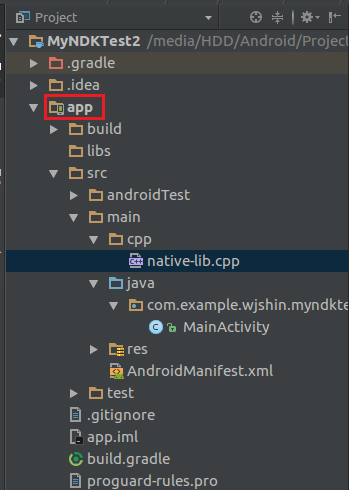 Project
MyNDKTest2 /media/HDD/Android/Project
.gradle
.idea
app
build
libs
src
androidTest
main
cpp
native-lib.cpp
java
com.example.wjshin.myndkte
MainActivity
res
AndroidManifest.xml
test
.gitignore
app.iml
build.gradle
proguard-rules.pro